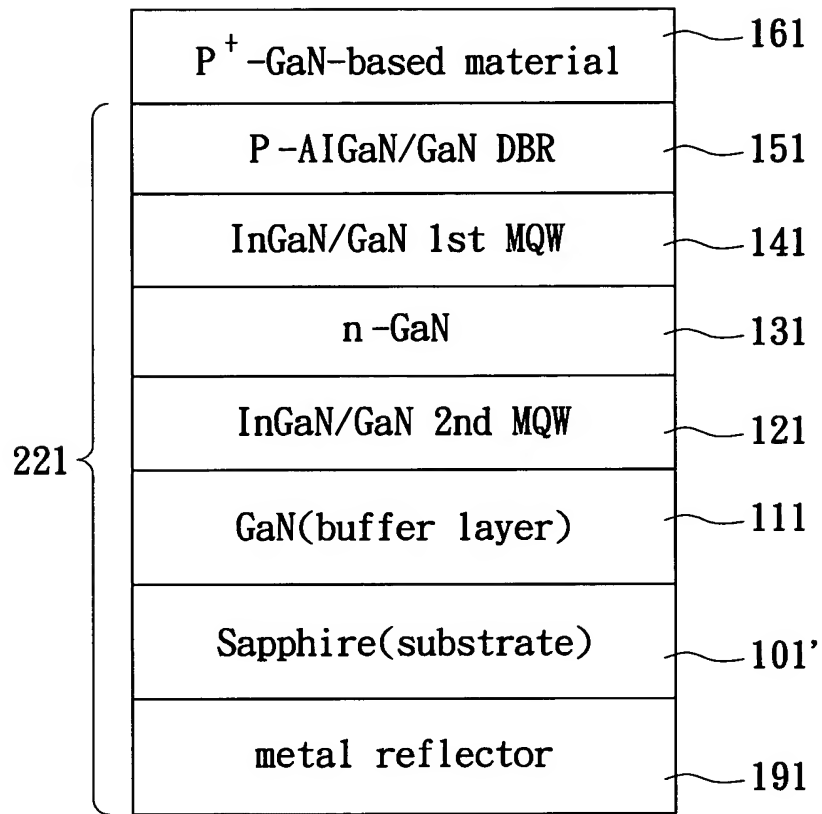 P+-GaN-based material 161
P-AlGaN/GaN DBR 151
InGaN/GaN 1st MQW 141
n-GaN 131
InGaN/GaN 2nd MQW 121
221
GaN(buffer layer) 111
Sapphire(substrate) 101’
metal reflector 191